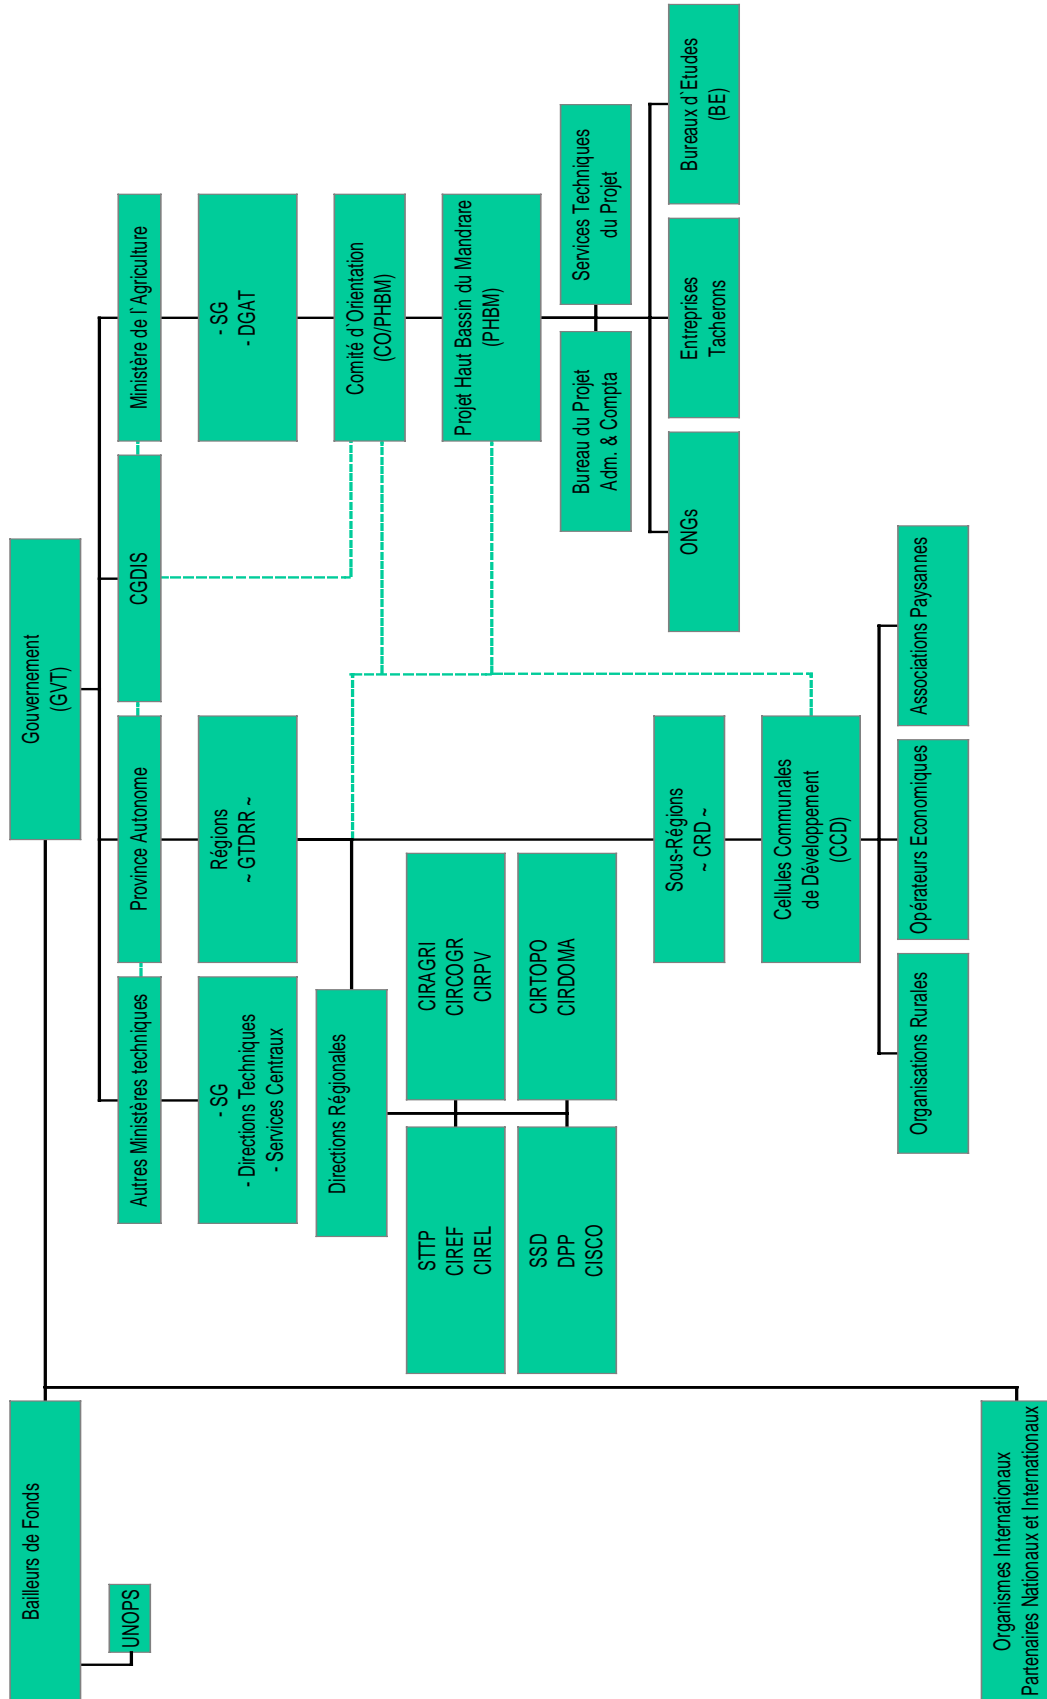 Bailleurs de Fonds
UNOPS
Gouvernement
(GVT)
Autres Ministères techniques
Province Autonome
CGDIS
Ministère de l`Agriculture
- SG
- Directions Techniques
- Services Centraux
Régions
~ GTDRR ~
- SG
- DGAT
Directions Régionales
Comité d`Orientation
(CO/PHBM)
STTP
CIREF
CIREL
CIRAGRI
CIRCOGR
CIRPV
Projet Haut Bassin du Mandrare
(PHBM)
SSD
DPP
CISCO
CIRTOPO
CIRDOMA
Bureau du Projet
Adm. & Compta
Services Techniques
du Projet
Sous-Régions
~ CRD ~
ONGs
Entreprises
Tacherons
Bureaux d`Etudes
(BE)
Cellules Communales
de Développement
(CCD)
Organisations Rurales
Opérateurs Economiques
Associations Paysannes
Organismes Internationaux
Partenaires Nationaux et Internationaux